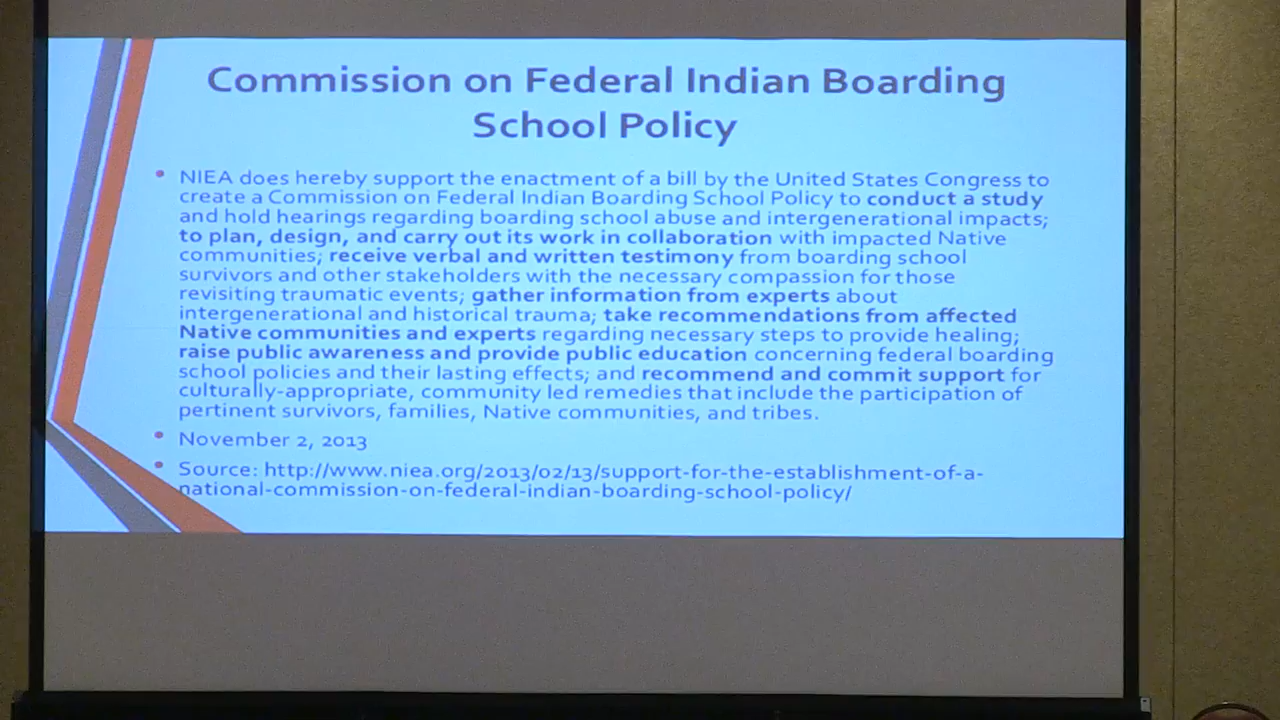 Commission on Federal Indian Boarding
School Policy
• NIEA does hereby support the enactment of a bill by the United States Congress to
create a Commission on Federal Indian Boarding School Policy to conduct a study
and hold hearings regarding boarding school abuse and intergenerational impacts;
to plan, design, and carry out its work in collaboration with impacted Native
communities; receive verbal and written testimony from boarding school
survivors and other stakeholders with the necessary compassion for those
revisiting traumatic events; gather information from experts about
intergenerational and historical trauma; take recommendations from affected
Native communities and experts regarding necessary steps to provide healing;
raise public awareness and provide public education concerning federal boarding
school policies and their lasting effects; and recommend and commit support for
culturally-appropriate, community led remedies that include the participation of
pertinent survivors, families, Native communities, and tribes.
• November 2, 2013
• Source: http://www.niea.org/2013/02/13/support-for-the-establishment-of-a-
national-commission-on-federal-indian-boarding-school-policy/